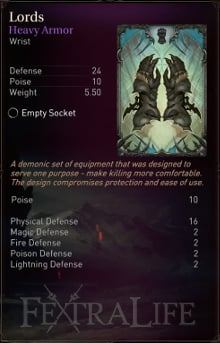 Lords
Heavy Armor
Wrist
Defense 24
Poise 10
Weight 5.50
Empty Socket
A demonic set of equipment that was designed to
serve one purpose - make killing more comfortable.
The design compromises protection and ease of use.
Poise 10
Physical Defense 16
Magic Defense 2
Fire Defense 2
Poison Defense 2
Lightning Defense 2
FEXTRALIFE